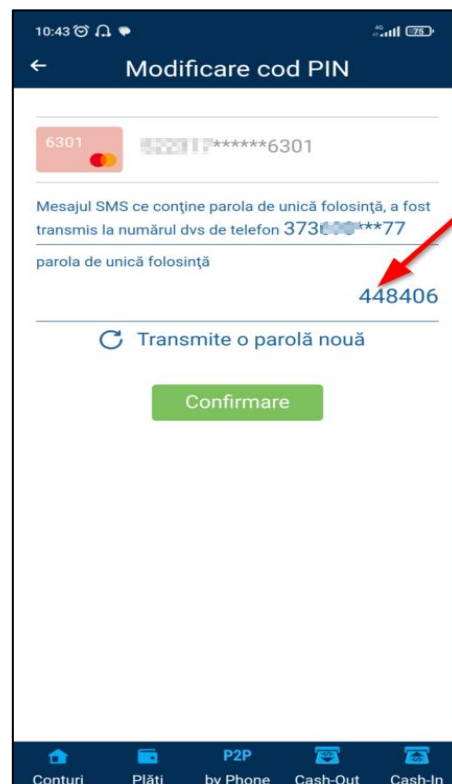 10:43
4G
75
Modificare cod PIN
6301
******6301
Mesajul SMS ce conține parola de unică folosință, a fost
transmis la numărul dvs de telefon 373 ***77
parola de unică folosință
448406
Transmite o parolă nouă
Confirmare
Conturi
Plăți
P2P
by Phone
Cash-Out
Cash-In